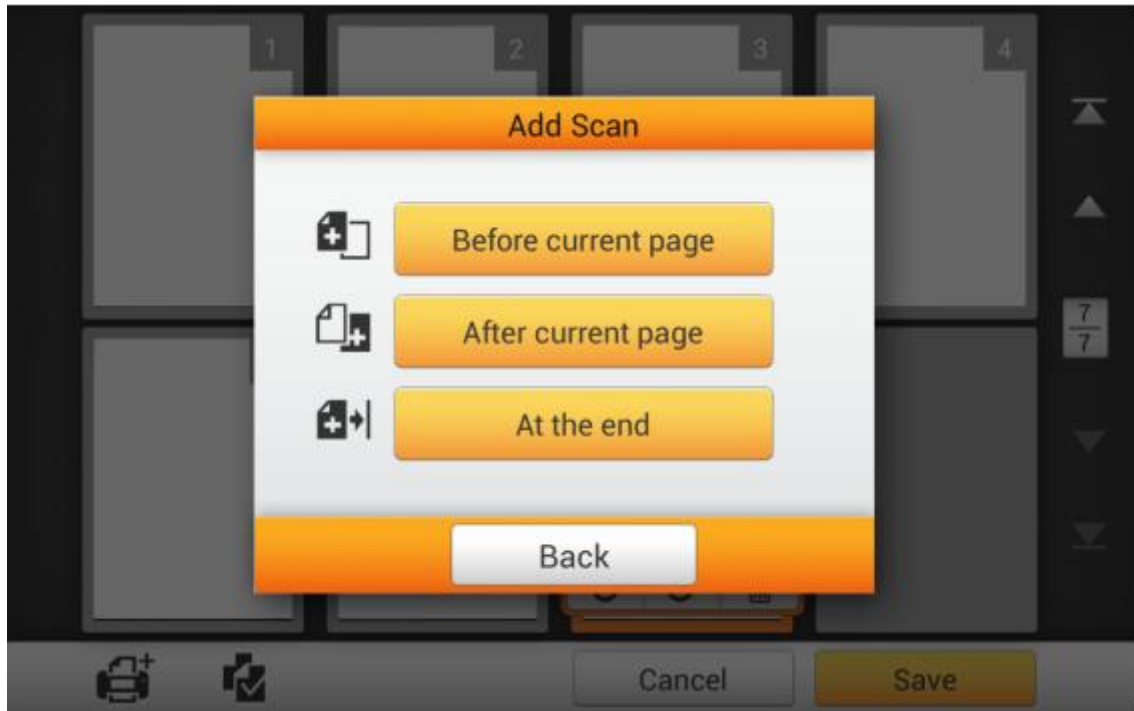 1
2
3
4
Add Scan
Before current page
After current page
At the end
7
7
Back
Cancel
Save